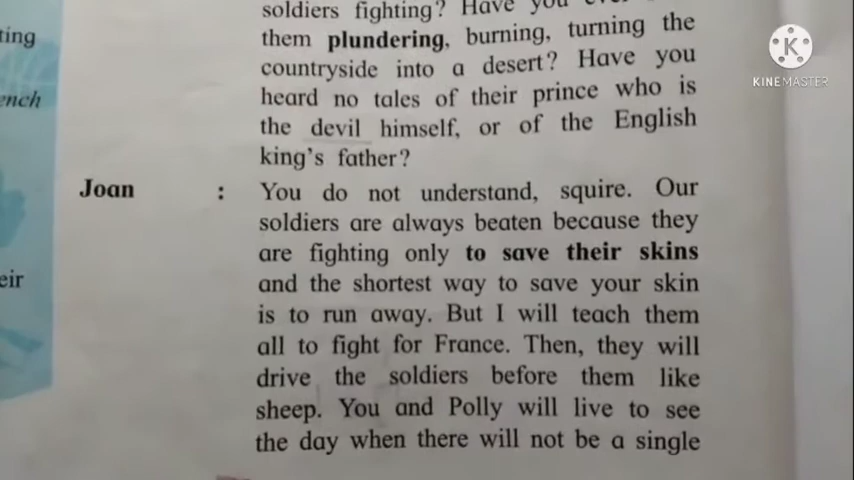 soldiers fighting? Have you
ting
them plundering, burning, turning the
countryside into a desert? Have you
ench
heard no tales of their prince who is
the devil himself, or of the English
king's father?
Joan : You do not understand, squire. Our
soldiers are always beaten because they
are fighting only to save their skins
eir
and the shortest way to save your skin
is to run away. But I will teach them
all to fight for France. Then, they will
drive the soldiers before them like
sheep. You and Polly will live to see
the day when there will not be a single
K
KINEMASTER